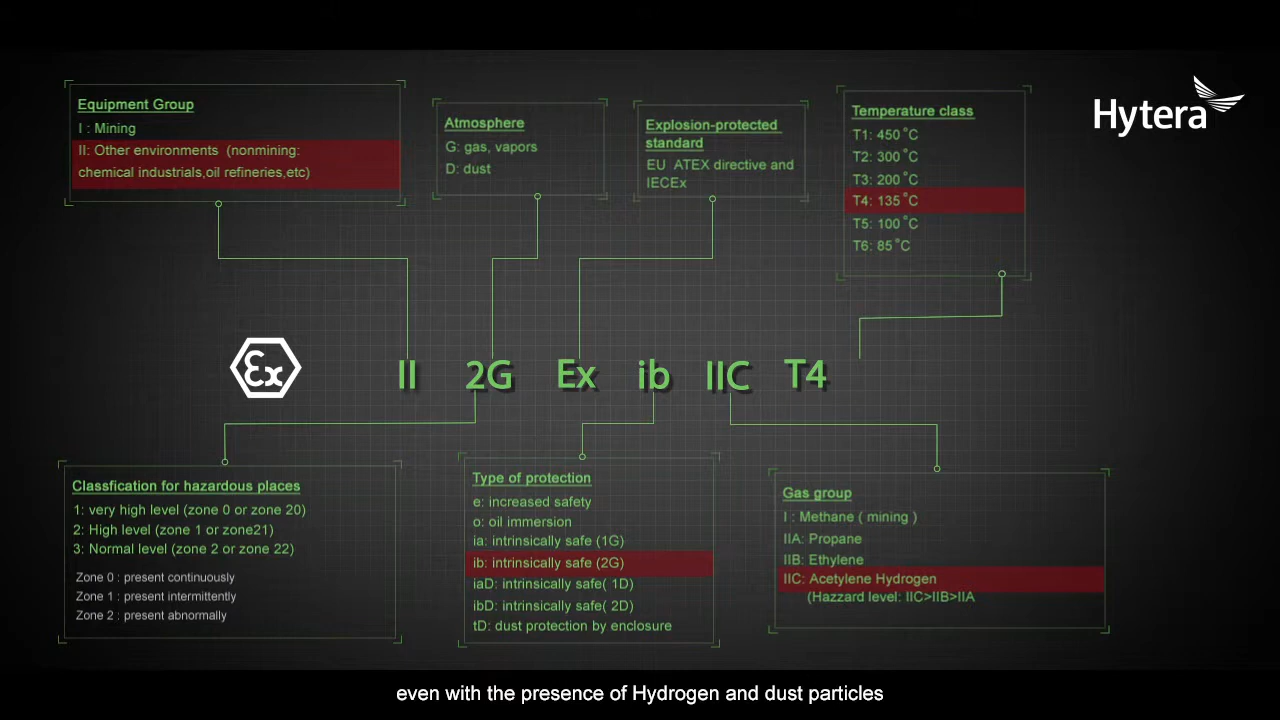 Hytera
Equipment Group
I : Mining
II: Other environments (nonmining:
chemical industrials,oil refineries,etc)
Atmosphere
G: gas, vapors
D: dust
Explosion-protected
standard
EU ATEX directive and
IECEx
Temperature class
T1: 450°C
T2: 300°C
T3: 200°C
T4: 135°C
T5: 100°C
T6: 85°C
Ex II 2G Ex ib IIC T4
Classfication for hazardous places
1: very high level (zone 0 or zone 20)
2: High level (zone 1 or zone21)
3: Normal level (zone 2 or zone 22)
Zone 0 : present continuously
Zone 1 : present intermittently
Zone 2 : present abnormally
Type of protection
e: increased safety
o: oil immersion
ia: intrinsically safe (1G)
ib: intrinsically safe (2G)
iaD: intrinsically safe( 1D)
ibD: intrinsically safe( 2D)
tD: dust protection by enclosure
Gas group
I : Methane ( mining )
IIA: Propane
IIB: Ethylene
IIC: Acetylene Hydrogen
(Hazzard level: IIC>IIB>IIA
even with the presence of Hydrogen and dust particles